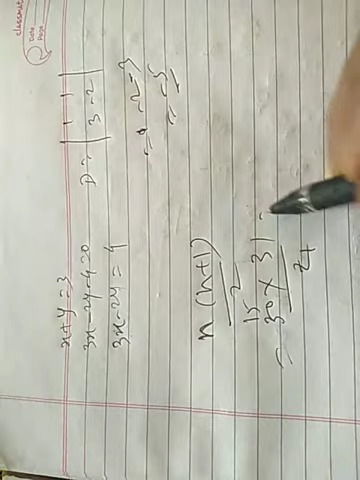 classmate
Date
Page
x + y = 3
3x - 2y - 4 = 0
3x - 2y = 4
D = | 1 1 |
| 3 -2 |
= -2 - 3
= -5
n(n+1)
2
15
= 30 x 31
2